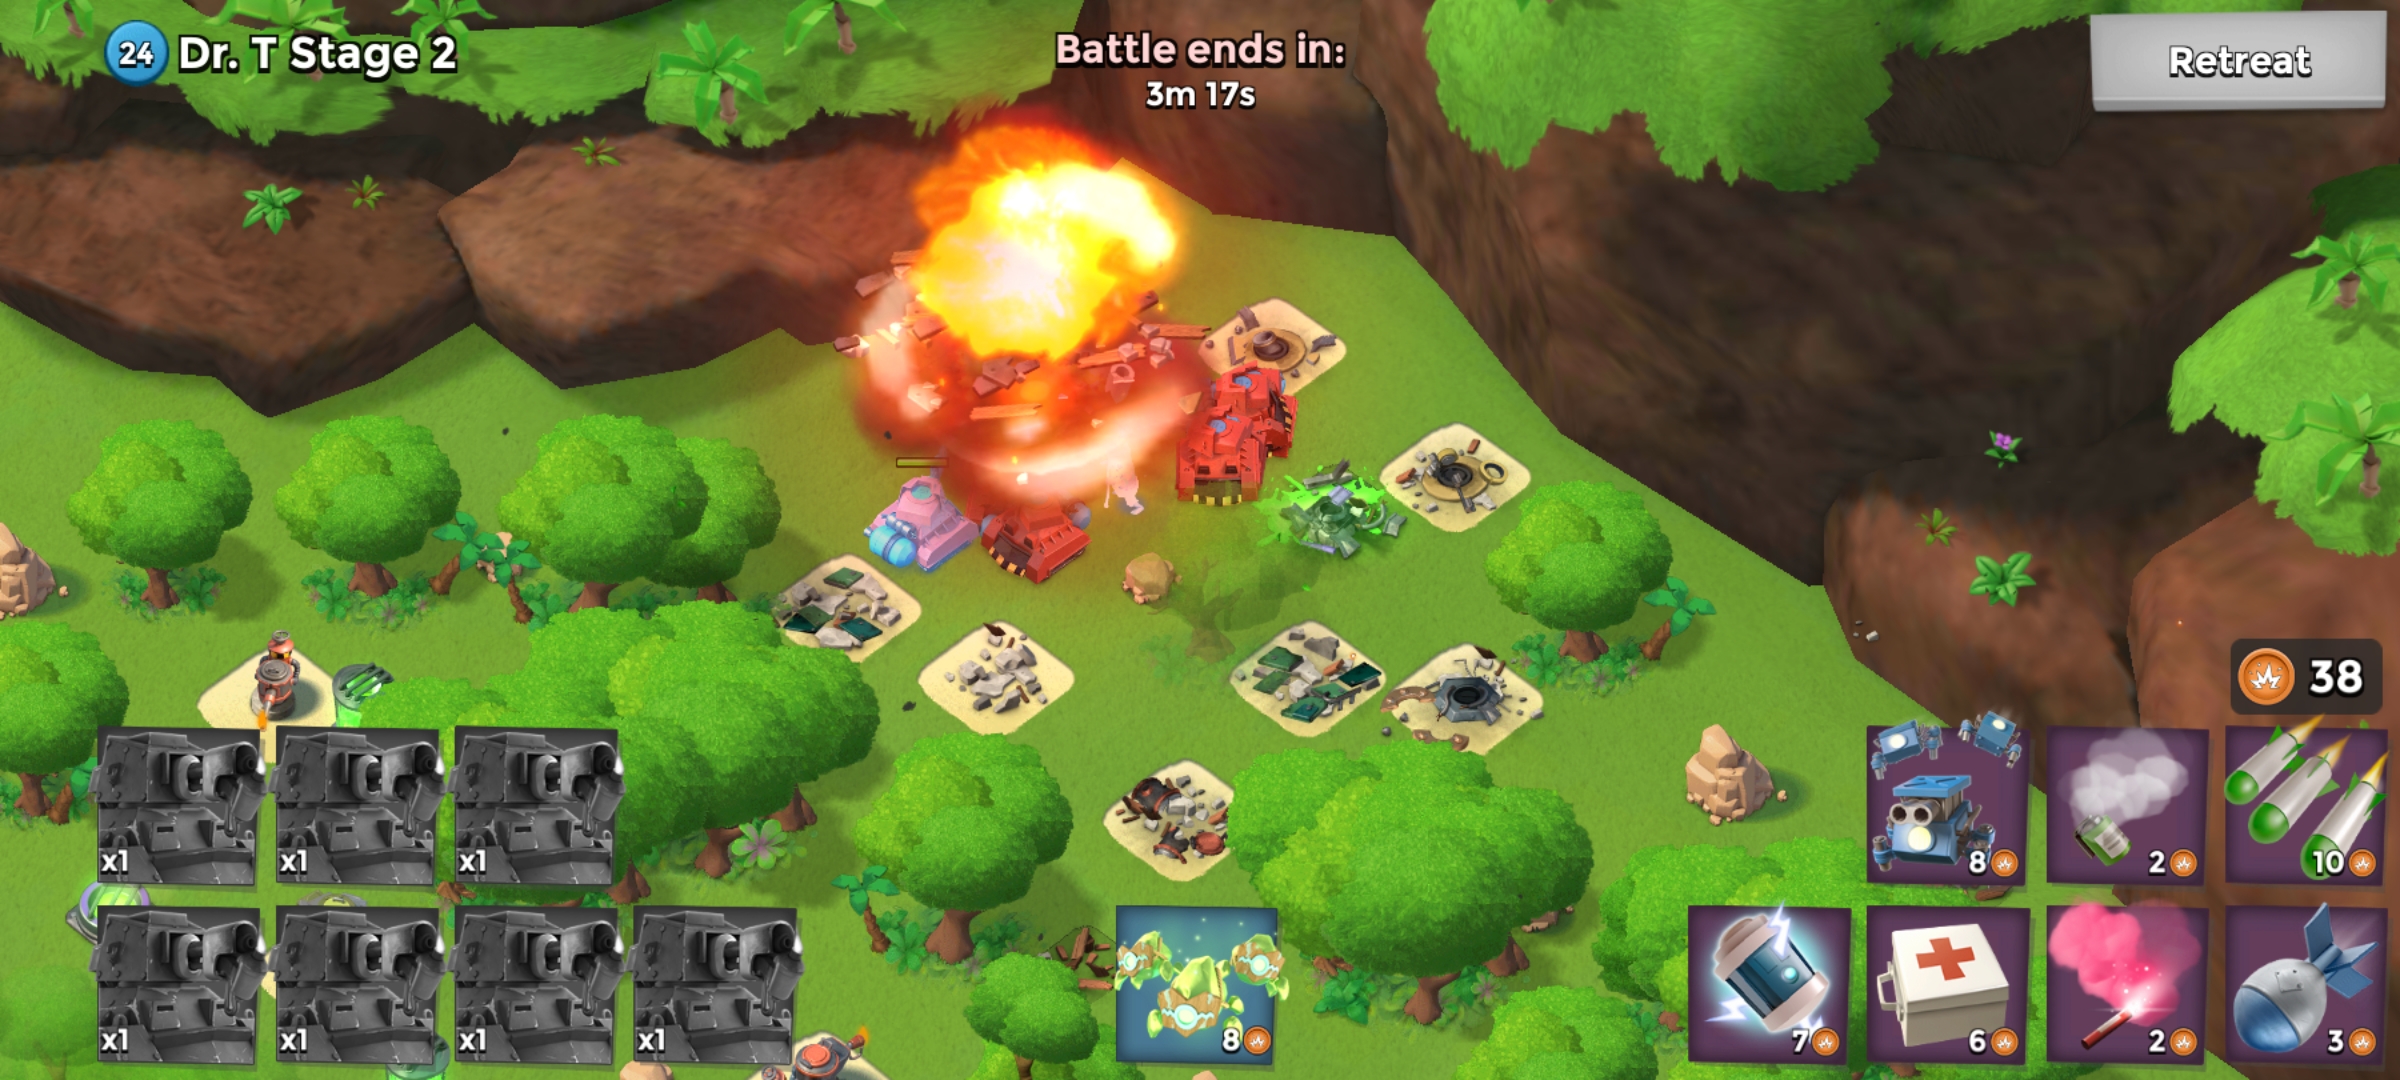 24 Dr. T Stage 2
Battle ends in:
3m 17s
Retreat
38
x1 x1 x1
8 2 10
x1 x1 x1 x1
8 7 6 2 3